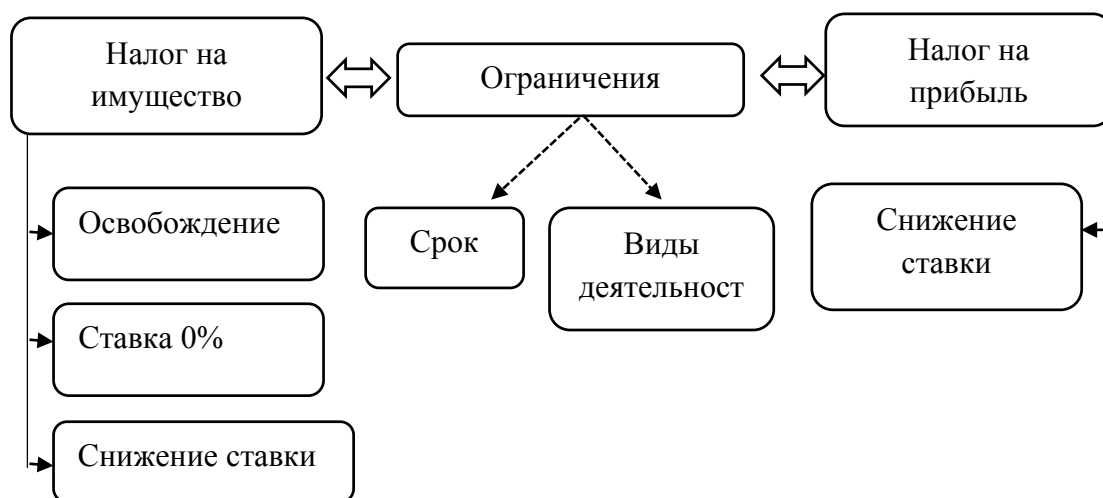 Налог на
имущество
Ограничения
Налог на
прибыль
Освобождение
Ставка 0%
Снижение ставки
Срок
Виды
деятельност
Снижение
ставки